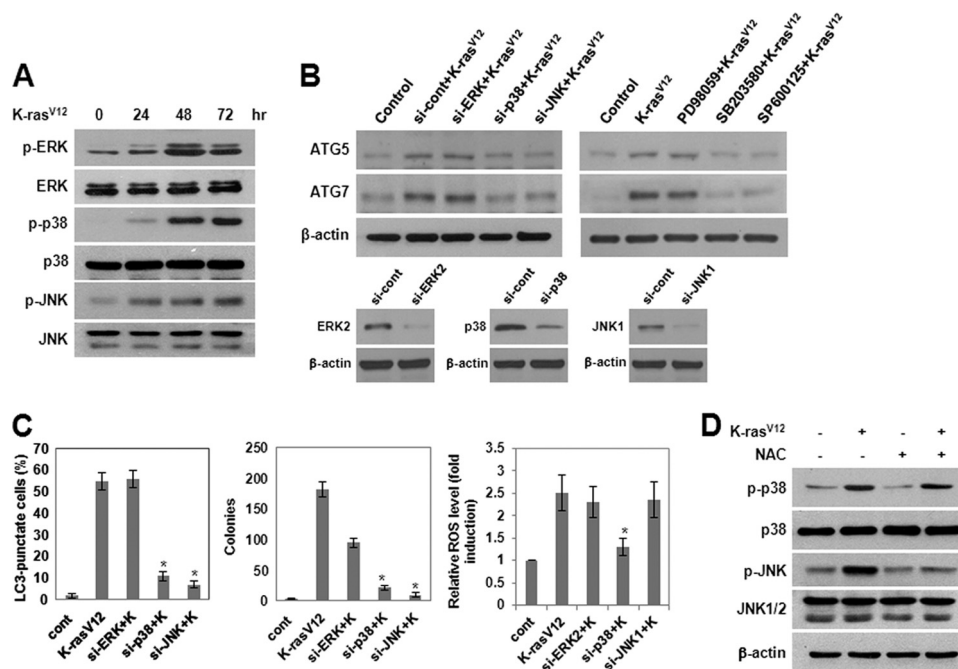 A
K-rasV12 0 24 48 72 hr
p-ERK
ERK
p-p38
p38
p-JNK
JNK
B
Control
si-cont+K-rasV12
si-ERK+K-rasV12
si-p38+K-rasV12
si-JNK+K-rasV12
Control
K-rasV12
PD98059+K-rasV12
SB203580+K-rasV12
SP600125+K-rasV12
ATG5
ATG7
β-actin
si-cont
si-ERK2
ERK2
β-actin
si-cont
si-p38
p38
β-actin
si-cont
si-JNK1
JNK1
β-actin
C
LC3-punctate cells (%)
70
60
50
40
30
20
10
0
* *
cont
K-rasV12
si-ERK+K
si-p38+K
si-JNK+K
Colonies
250
200
150
100
50
0
* *
cont
K-rasV12
si-ERK+K
si-p38+K
si-JNK+K
Relative ROS level (fold
induction)
3.5
3
2.5
2
1.5
1
0.5
0
*
cont
K-rasV12
si-ERK2+K
si-p38+K
si-JNK1+K
D
K-rasV12 - + - +
NAC - - + +
p-p38
p38
p-JNK
JNK1/2
β-actin